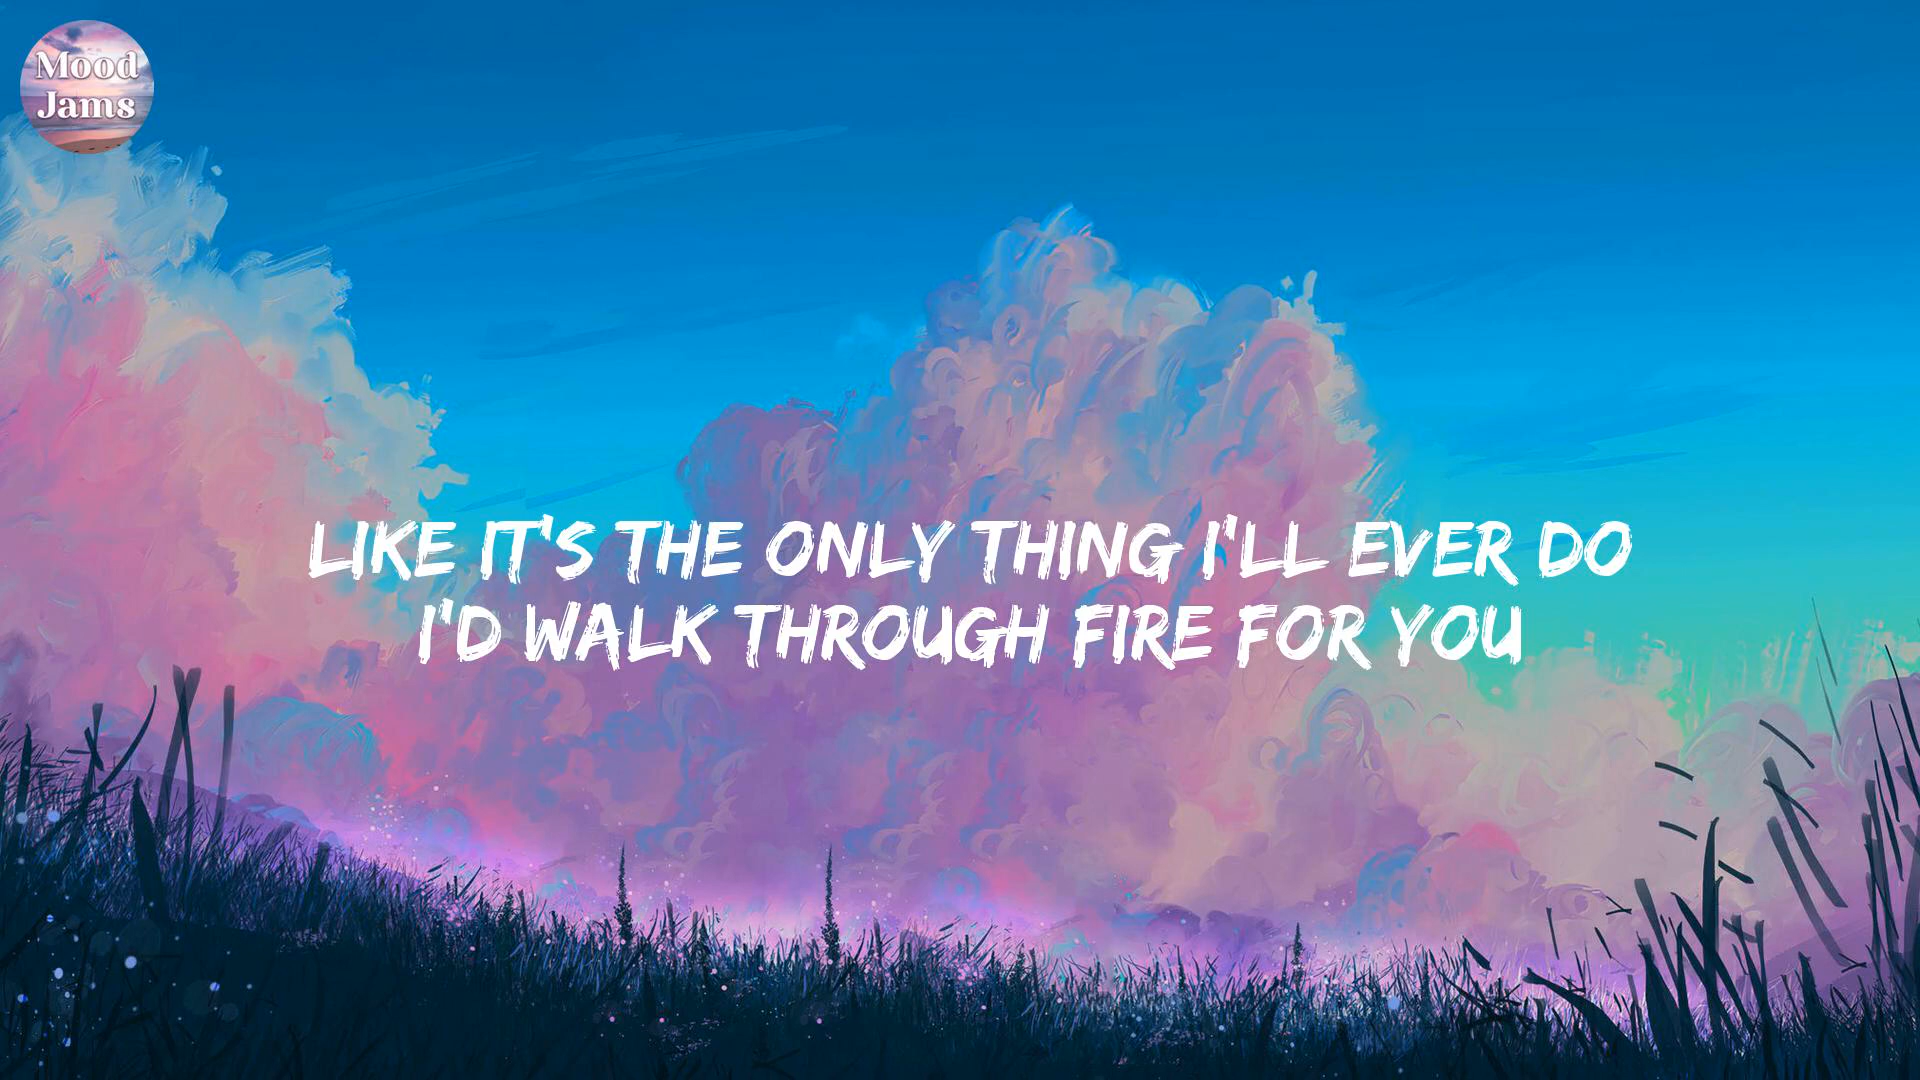 Mood
Jams
LIKE IT'S THE ONLY THING I'LL EVER DO
I'D WALK THROUGH FIRE FOR YOU